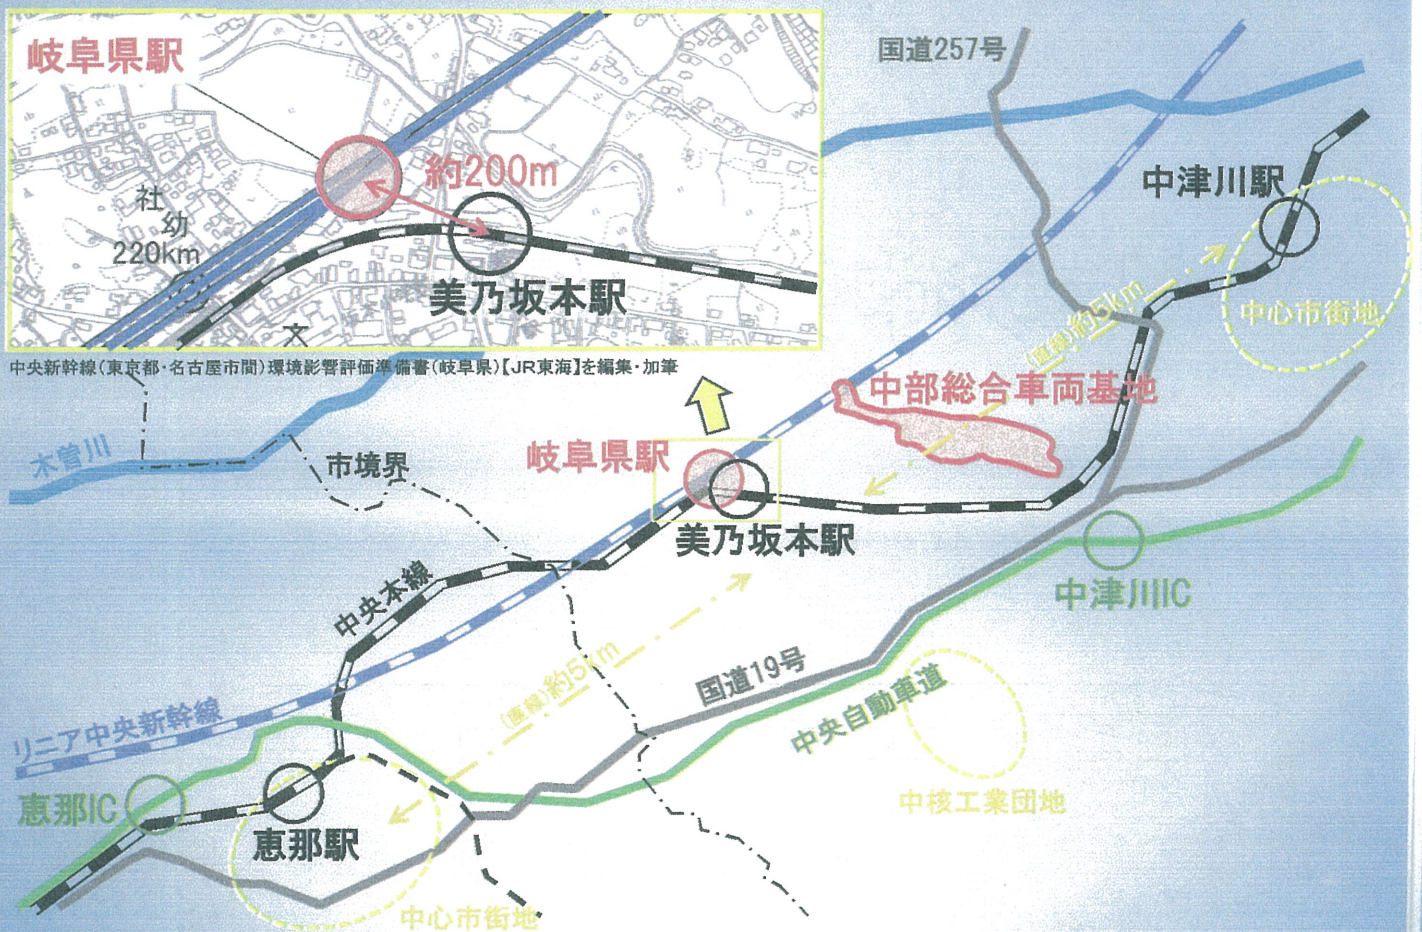 岐阜県駅
約200m
社
幼
220km
美乃坂本駅
文
中央新幹線(東京都・名古屋市間)環境影響評価準備書(岐阜県)【JR東海】を編集・加筆
国道257号
中津川駅
中心市街地
(直線)約5km
中部総合車両基地
木曽川
市境界
岐阜県駅
美乃坂本駅
中津川IC
中央本線
(直線)約5km
国道19号
中央自動車道
リニア中央新幹線
中核工業団地
恵那IC
恵那駅
中心市街地